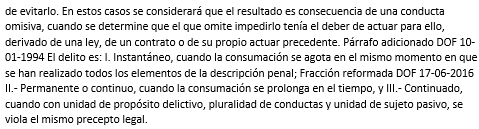 de evitarlo. En estos casos se considerará que el resultado es consecuencia de una conducta
omisiva, cuando se determine que el que omite impedirlo tenía el deber de actuar para ello,
derivado de una ley, de un contrato o de su propio actuar precedente. Párrafo adicionado DOF 10-
01-1994 El delito es: I. Instantáneo, cuando la consumación se agota en el mismo momento en que
se han realizado todos los elementos de la descripción penal; Fracción reformada DOF 17-06-2016
II.- Permanente o continuo, cuando la consumación se prolonga en el tiempo, y III.- Continuado,
cuando con unidad de propósito delictivo, pluralidad de conductas y unidad de sujeto pasivo, se
viola el mismo precepto legal.